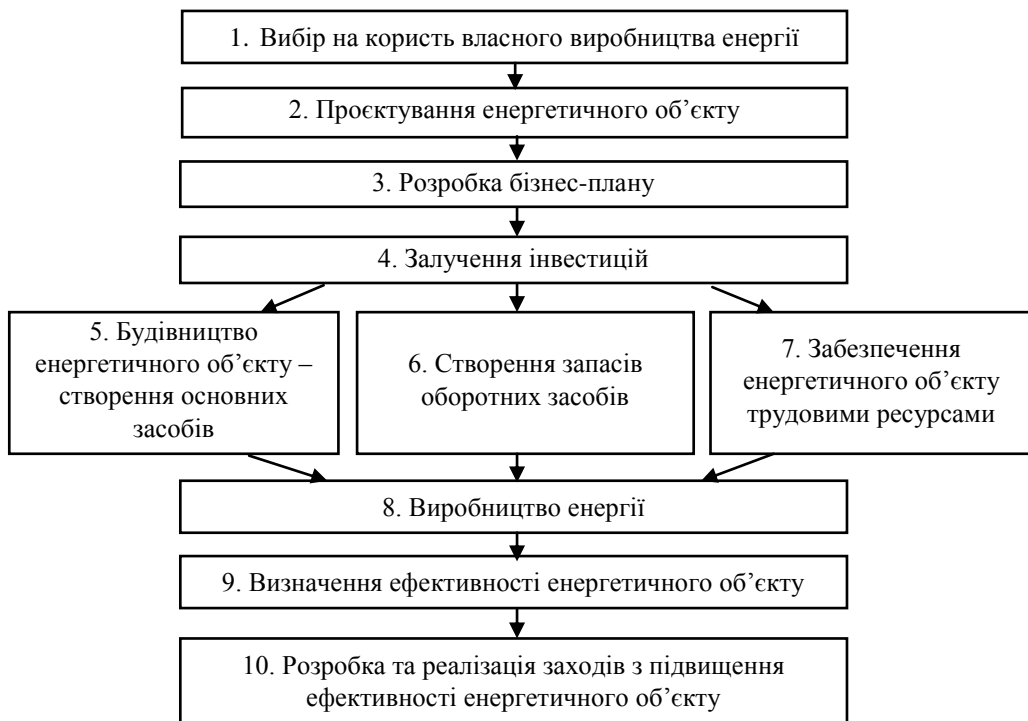 1. Вибір на користь власного виробництва енергії
2. Проєктування енергетичного об’єкту
3. Розробка бізнес-плану
4. Залучення інвестицій
5. Будівництво
енергетичного об’єкту –
створення основних
засобів
6. Створення запасів
оборотних засобів
7. Забезпечення
енергетичного об’єкту
трудовими ресурсами
8. Виробництво енергії
9. Визначення ефективності енергетичного об’єкту
10. Розробка та реалізація заходів з підвищення
ефективності енергетичного об’єкту